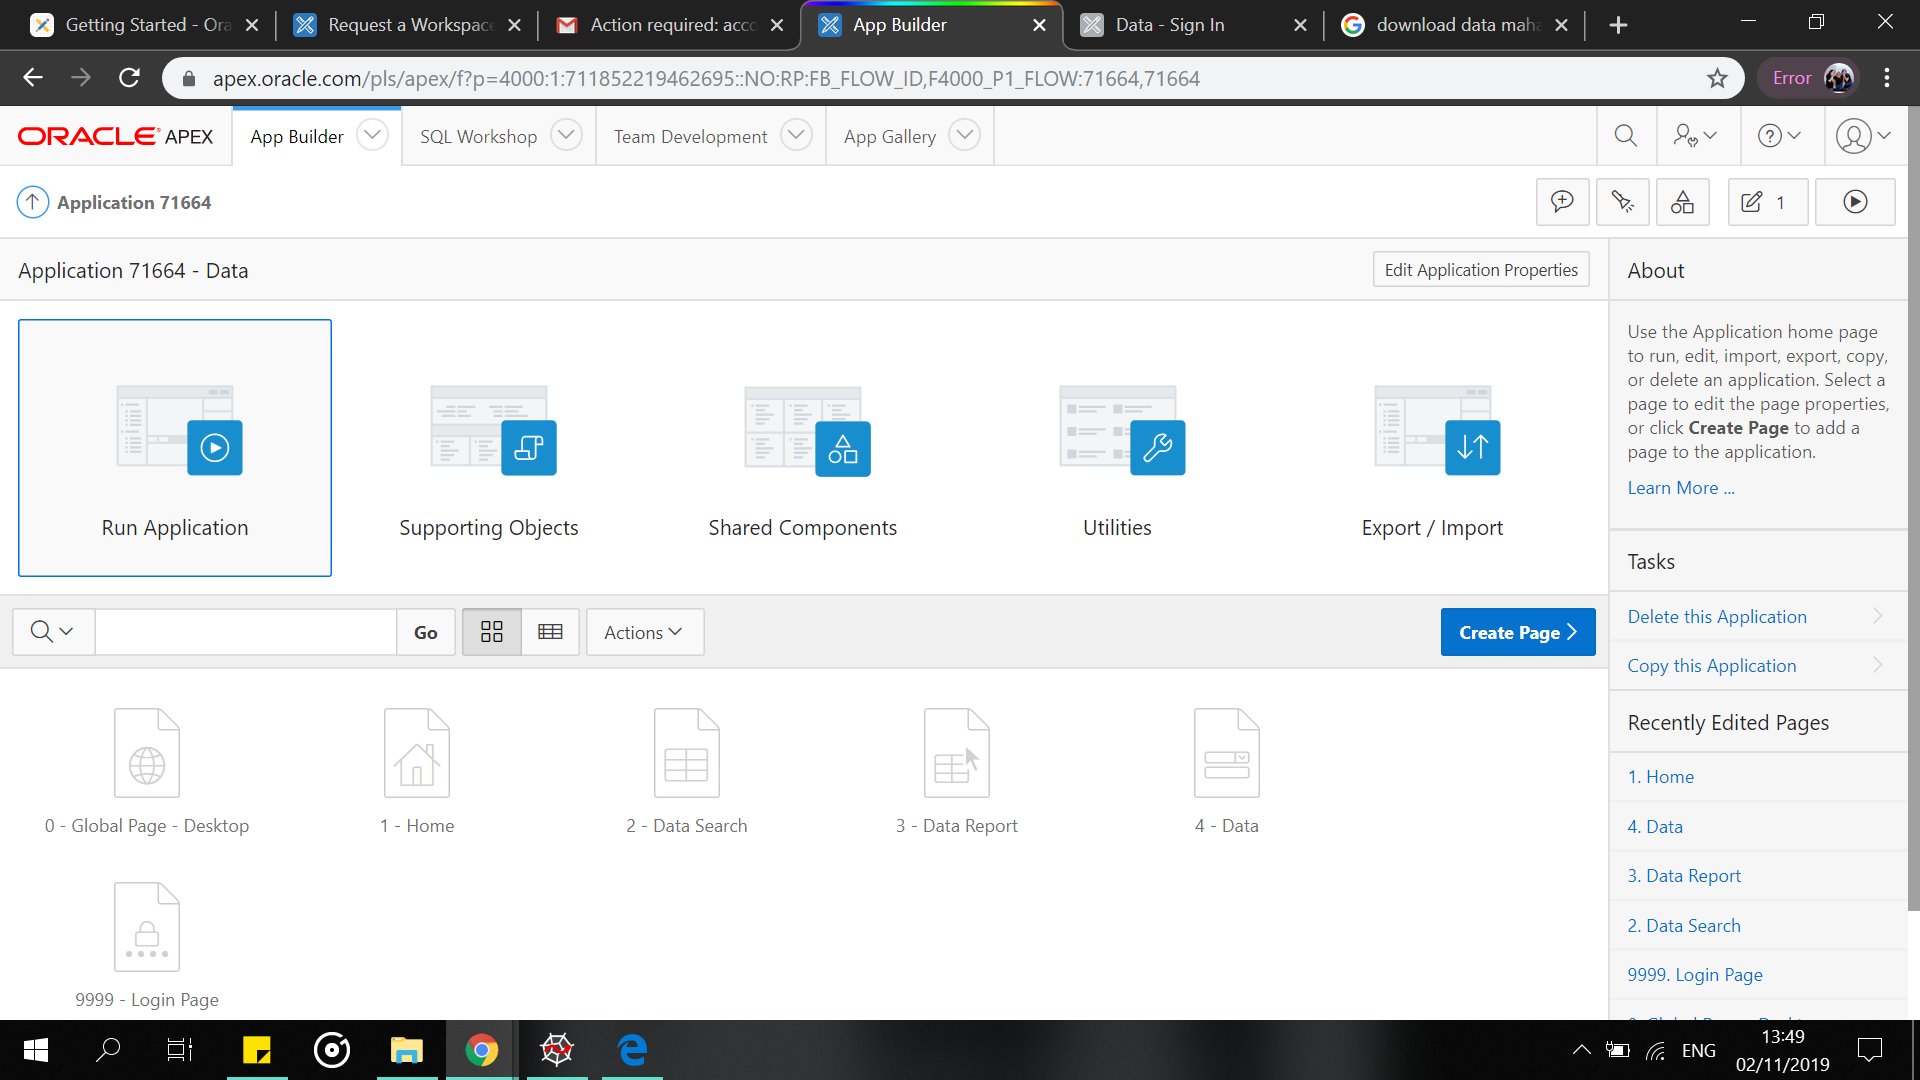 Getting Started - Ora
Request a Workspace
Action required: acco
App Builder
Data - Sign In
download data maha
apex.oracle.com/pls/apex/f?p=4000:1:711852219462695::NO:RP:FB_FLOW_ID,F4000_P1_FLOW:71664,71664
Error
ORACLE APEX
App Builder
SQL Workshop
Team Development
App Gallery
Application 71664
1
Application 71664 - Data
Edit Application Properties
About
Use the Application home page
to run, edit, import, export, copy,
or delete an application. Select a
page to edit the page properties,
or click Create Page to add a
page to the application.
Learn More ...
Run Application
Supporting Objects
Shared Components
Utilities
Export / Import
Tasks
Delete this Application
Copy this Application
Go
Actions
Create Page
Recently Edited Pages
1. Home
4. Data
3. Data Report
2. Data Search
9999. Login Page
0 - Global Page - Desktop
1 - Home
2 - Data Search
3 - Data Report
4 - Data
9999 - Login Page
ENG
13:49
02/11/2019